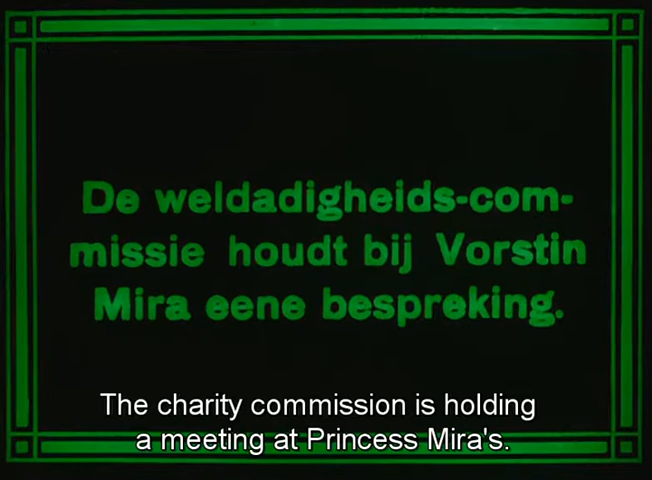 De weldadigheids-com-
missie houdt bij Vorstin
Mira eene bespreking.
The charity commission is holding
a meeting at Princess Mira's.